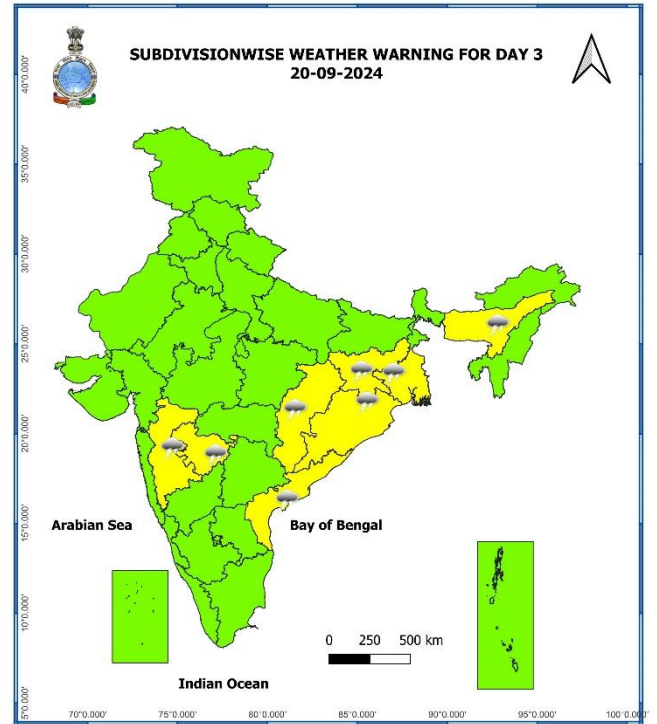 SUBDIVISIONWISE WEATHER WARNING FOR DAY 3
20-09-2024
40°0.000'
35°0.000'
30°0.000'
25°0.000'
20°0.000'
15°0.000'
10°0.000'
5°0.000'
Arabian Sea
Bay of Bengal
0 250 500 km
Indian Ocean
70°0.000' 75°0.000' 80°0.000' 85°0.000' 90°0.000' 95°0.000' 100°0.000'